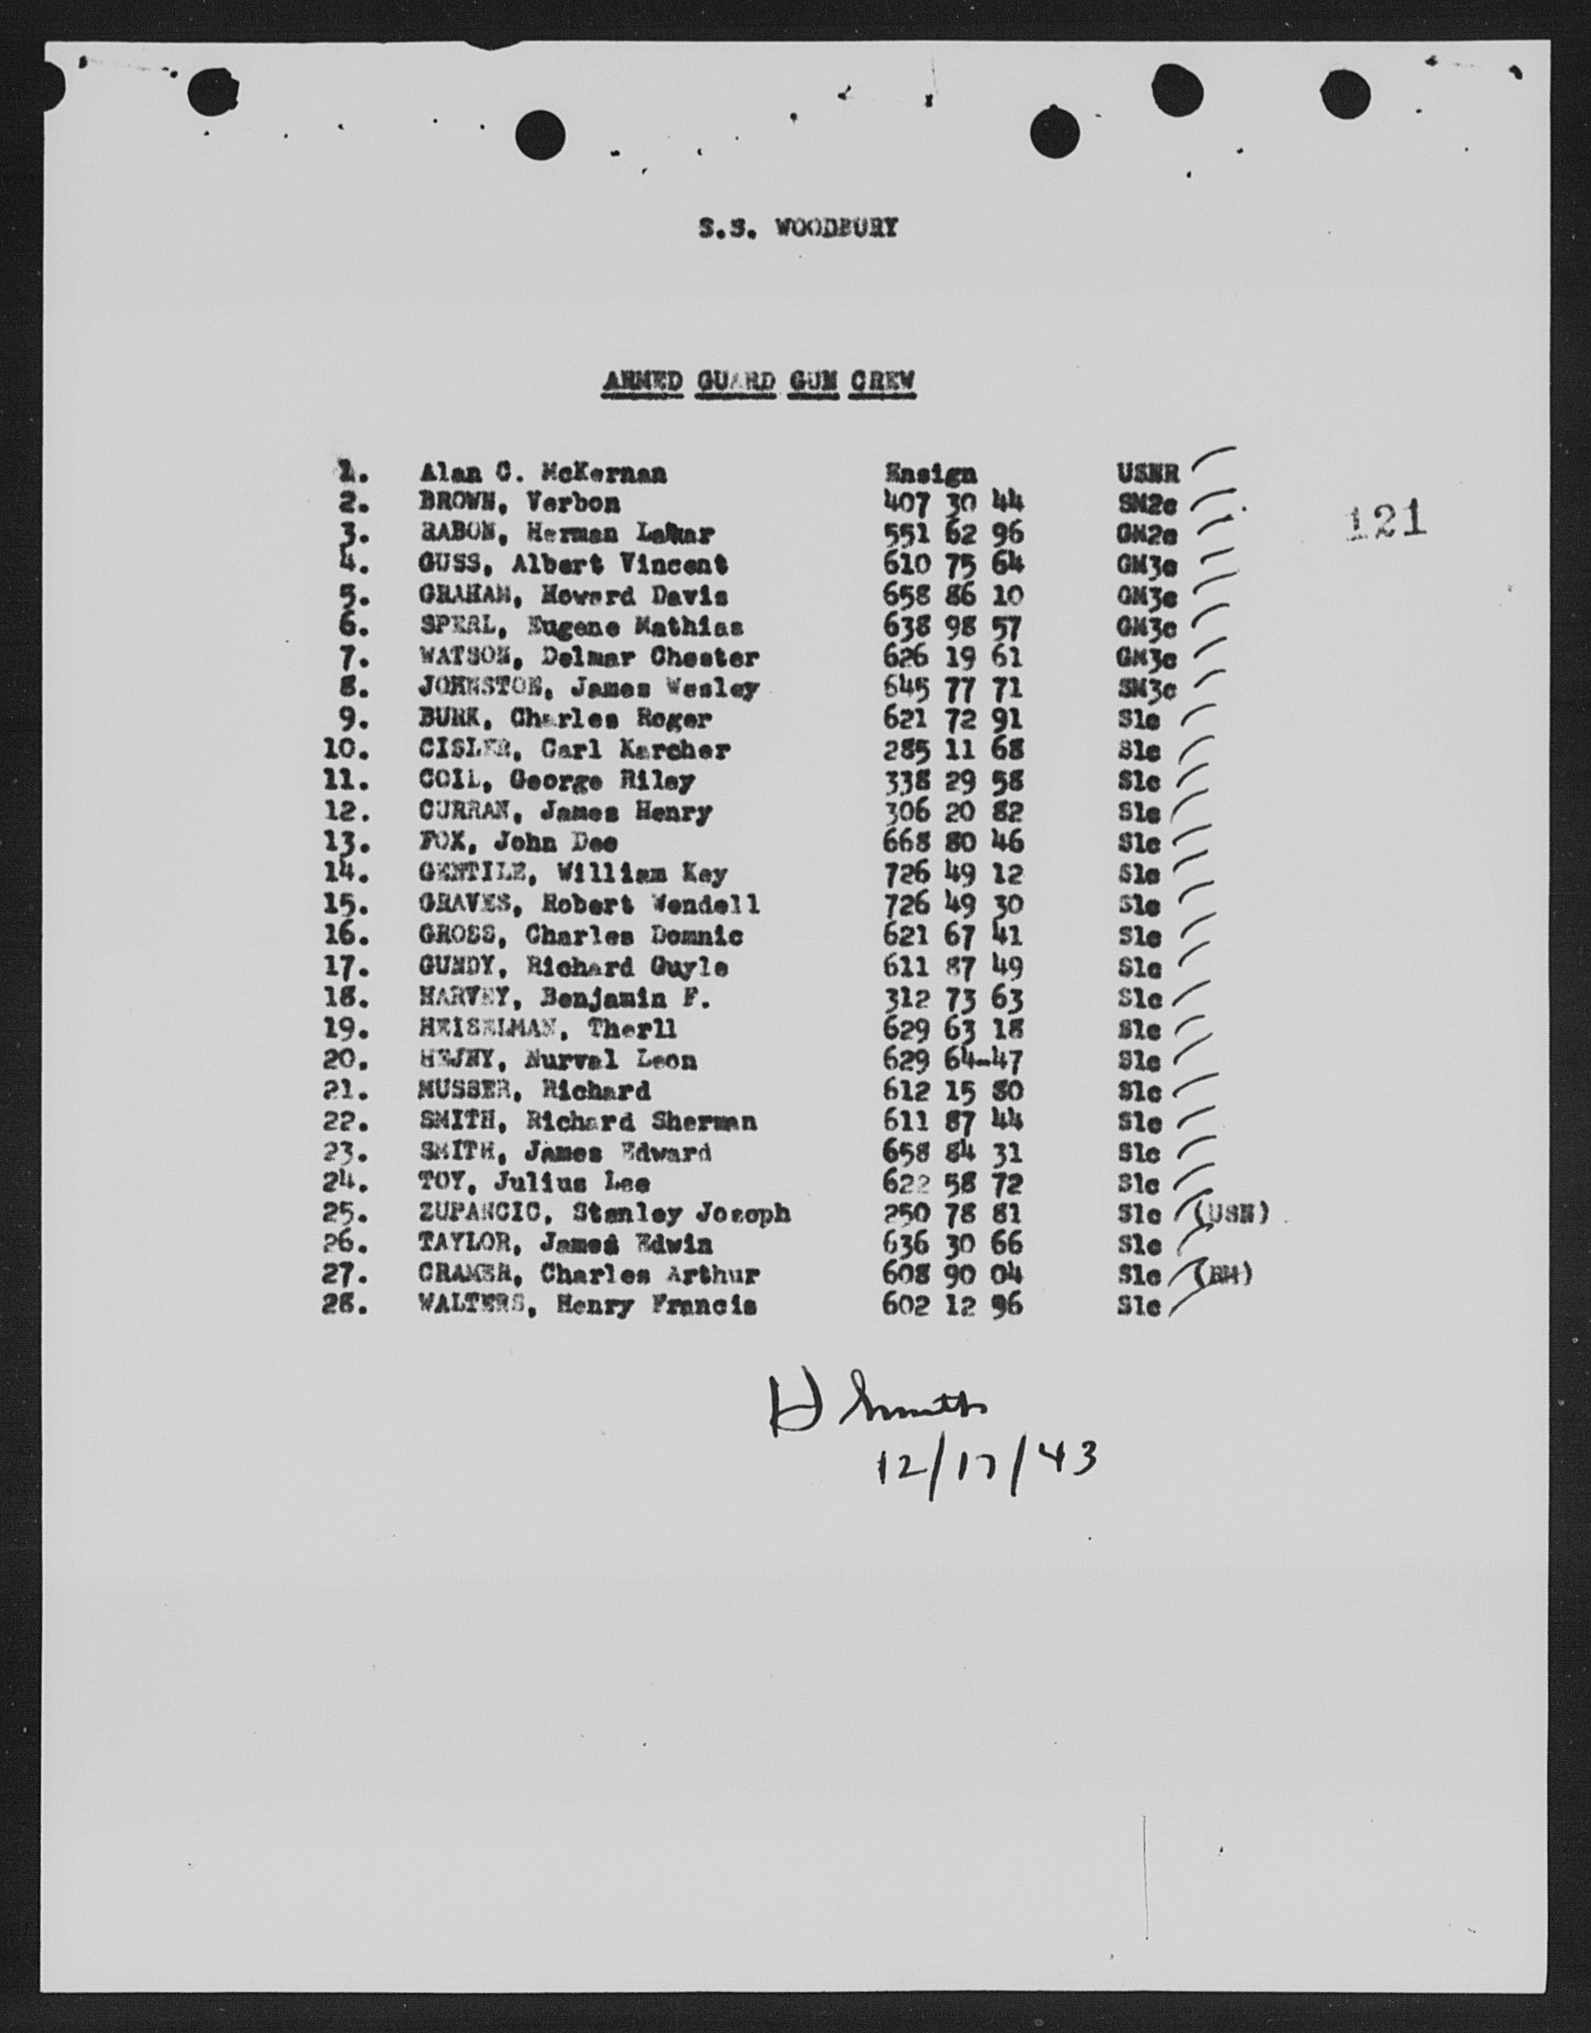 S.S. WOODBURY
ARMED GUARD GUN CREW
1. Alan C. McKernan Ensign USNR
2. BROWN, Verbon 407 30 44 SM2c
121
3. RABON, Herman Lamar 551 62 96 GM2c
4. GUSS, Albert Vincent 610 75 64 GM3c
5. GRAHAM, Howard Davis 658 86 10 GM3c
6. SPERL, Eugene Mathias 638 98 57 GM3c
7. WATSON, Delmar Chester 626 19 61 GM3c
8. JOHNSTON, James Wesley 645 77 71 SM3c
9. BURK, Charles Roger 621 72 91 S1c
10. CISLER, Carl Karcher 285 11 68 S1c
11. COIL, George Riley 338 29 58 S1c
12. CURRAN, James Henry 306 20 82 S1c
13. FOX, John Dee 668 80 46 S1c
14. GENTILE, William Kay 726 49 12 S1c
15. GRAVES, Robert Wendell 726 49 30 S1c
16. GROSS, Charles Domnic 621 67 41 S1c
17. GUNDY, Richard Guyle 611 87 49 S1c
18. HARVEY, Benjamin F. 312 73 63 S1c
19. HEISELMAN, Therll 629 63 18 S1c
20. HEJNY, Nurval Leon 629 64-47 S1c
21. MUSSER, Richard 612 15 80 S1c
22. SMITH, Richard Sherman 611 87 44 S1c
23. SMITH, James Edward 658 84 31 S1c
24. TOY, Julius Lee 622 58 72 S1c
25. ZUPANCIC, Stanley Joseph 250 78 81 S1c (USN)
26. TAYLOR, James Edwin 636 30 66 S1c
27. CRAMER, Charles Arthur 608 90 04 S1c (BM)
28. WALTERS, Henry Francis 602 12 96 S1c
H Smith
12/17/43